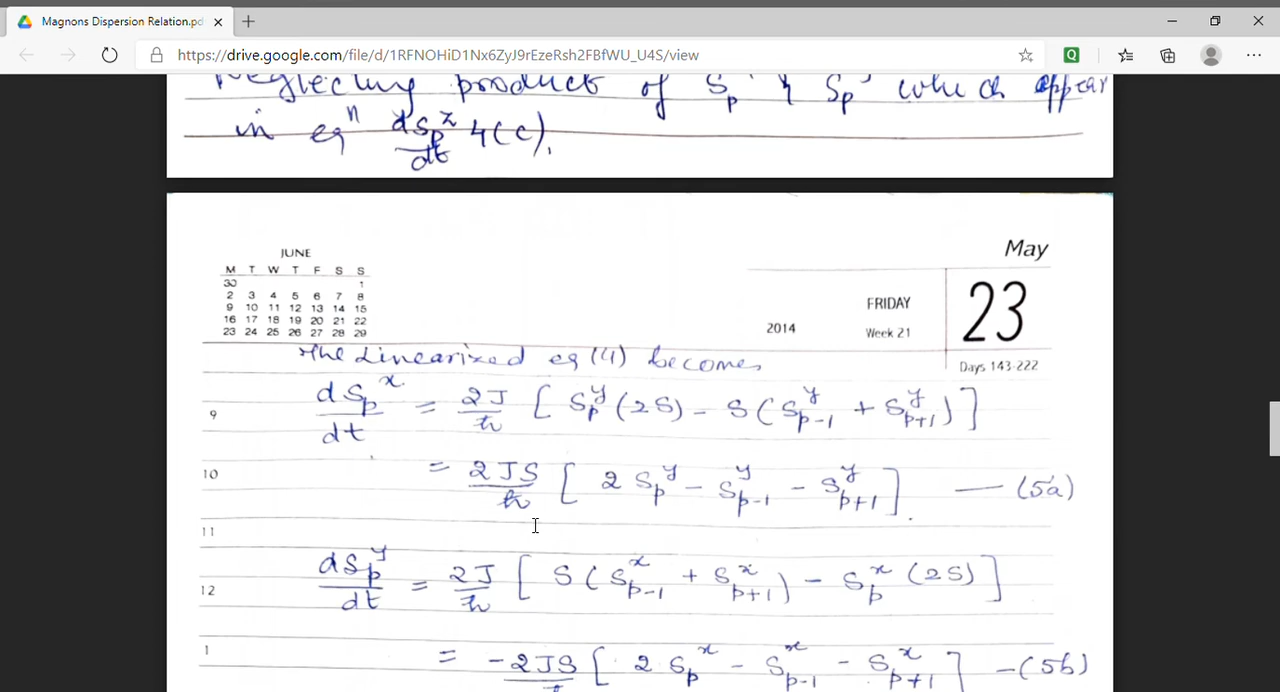 Magnons Dispersion Relation.pd
https://drive.google.com/file/d/1RFNOHiD1Nx6ZyJ9rEzeRsh2FBfWU_U4S/view
Neglecting product of Sp & Sp which appear
in eqⁿ dSp^z/dt 4(c).
JUNE
M T W T F S S
30 1
2 3 4 5 6 7 8
9 10 11 12 13 14 15
16 17 18 19 20 21 22
23 24 25 26 27 28 29
May
2014
FRIDAY
Week 21
23
Days 143-222
The Linearized eq (4) becomes
9 dSp^x/dt = 2J/ħ [ Sp^y (2S) - S(S^y_{p-1} + S^y_{p+1}) ]
10 = 2JS/ħ [ 2 Sp^y - S^y_{p-1} - S^y_{p+1} ] — (5a)
11
12 dSp^y/dt = 2J/ħ [ S(S^x_{p-1} + S^x_{p+1}) - Sp^x (2S) ]
1 = -2JS/ħ [ 2 Sp^x - S^x_{p-1} - S^x_{p+1} ] -(5b)